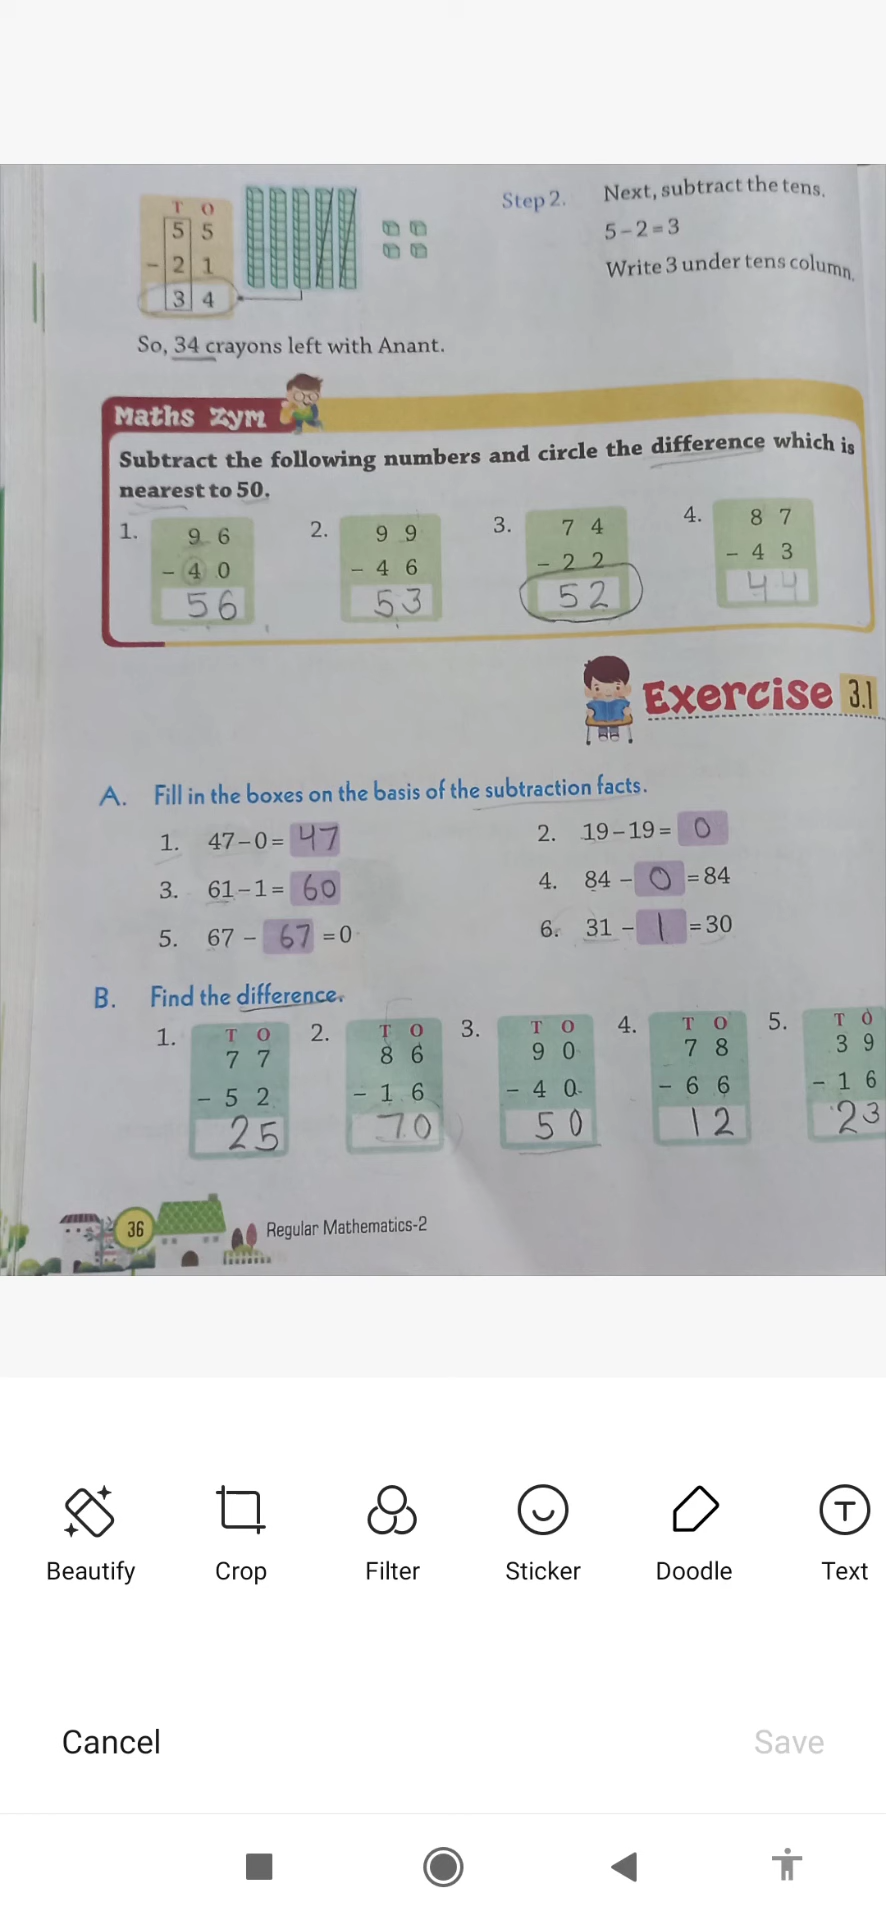 T O
5 5
- 2 1
3 4
Step 2. Next, subtract the tens.
5 - 2 = 3
Write 3 under tens column.
So, 34 crayons left with Anant.
Maths Zym
Subtract the following numbers and circle the difference which is
nearest to 50.
1. 9 6
- 4 0
56
2. 9 9
- 4 6
53
3. 7 4
- 2 2
52
4. 8 7
- 4 3
44
Exercise 3.1
A. Fill in the boxes on the basis of the subtraction facts.
1. 47 - 0 = 47
2. 19 - 19 = 0
3. 61 - 1 = 60
4. 84 - 0 = 84
5. 67 - 67 = 0
6. 31 - 1 = 30
B. Find the difference.
1. T O
7 7
- 5 2
25
2. T O
8 6
- 1 6
70
3. T O
9 0
- 4 0
50
4. T O
7 8
- 6 6
12
5. T O
3 9
- 1 6
23
36 Regular Mathematics-2
Beautify Crop Filter Sticker Doodle Text
Cancel Save